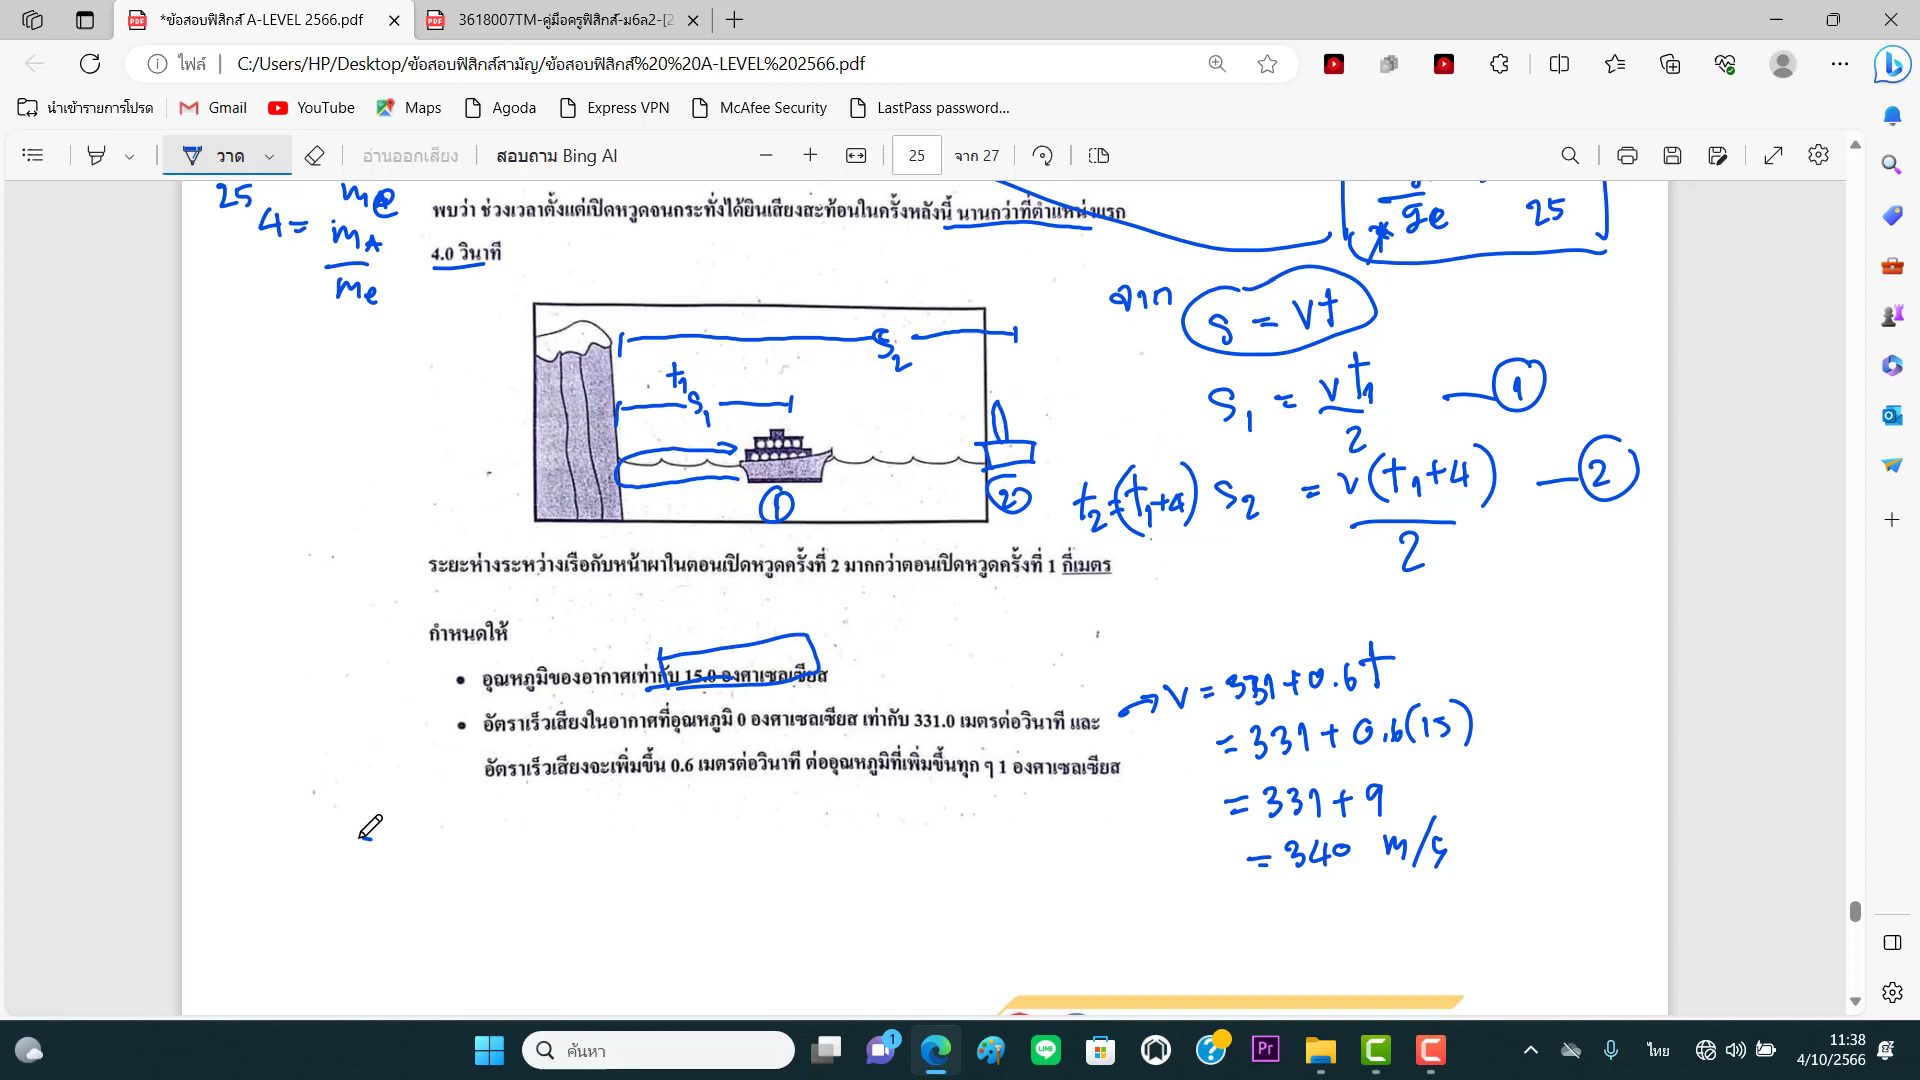 *ข้อสอบฟิสิกส์ A-LEVEL 2566.pdf
3618007TM-คู่มือครูฟิสิกส์-ม6ล2-[2
ไฟล์ C:/Users/HP/Desktop/ข้อสอบฟิสิกส์สามัญ/ข้อสอบฟิสิกส์%20%20A-LEVEL%202566.pdf
นำเข้ารายการโปรด Gmail YouTube Maps Agoda Express VPN McAfee Security LastPass password...
วาด อ่านออกเสียง สอบถาม Bing AI 25 จาก 27
25
4 = mA
me
ge 25
พบว่า ช่วงเวลาตั้งแต่เปิดหวูดจนกระทั่งได้ยินเสียงสะท้อนในครั้งหลังนี้ นานกว่าที่ตำแหน่งแรก
4.0 วินาที
จาก S = vt
S2
t1
S1
S1 = vt1 1
2
t2=(t1+4) S2 = v(t1+4) 2
2
1 2
ระยะห่างระหว่างเรือกับหน้าผาในตอนเปิดหวูดครั้งที่ 2 มากกว่าตอนเปิดหวูดครั้งที่ 1 กี่เมตร
กำหนดให้
• อุณหภูมิของอากาศเท่ากับ 15.0 องศาเซลเซียส
• อัตราเร็วเสียงในอากาศที่อุณหภูมิ 0 องศาเซลเซียส เท่ากับ 331.0 เมตรต่อวินาที และ
อัตราเร็วเสียงจะเพิ่มขึ้น 0.6 เมตรต่อวินาที ต่ออุณหภูมิที่เพิ่มขึ้นทุก ๆ 1 องศาเซลเซียส
→ v = 331+0.6t
= 331+0.6(15)
= 331+9
= 340 m/s
ค้นหา
1
Pr
ไทย
11:38
4/10/2566